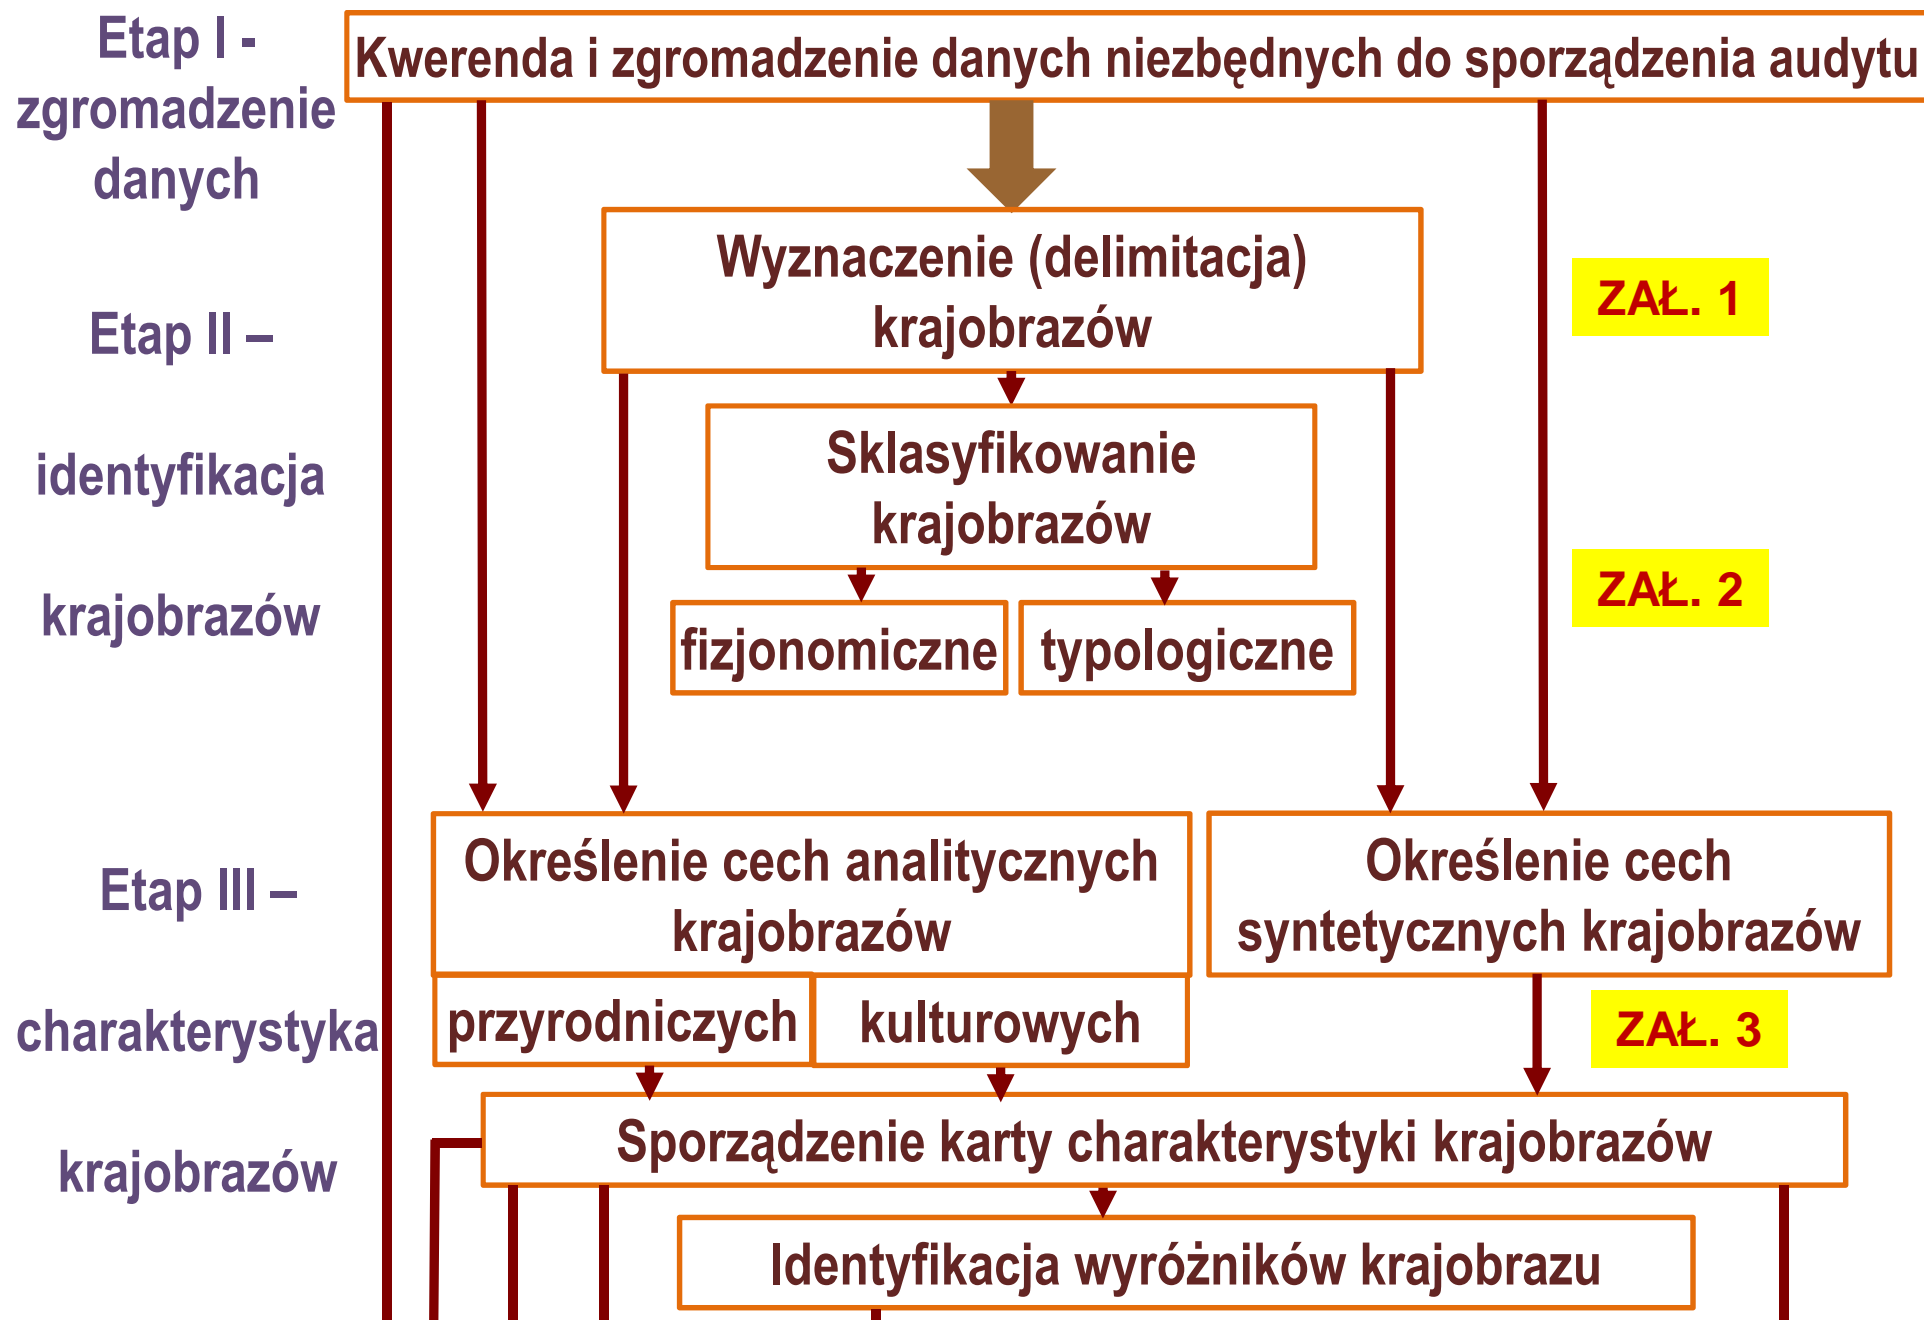 Etap I -
zgromadzenie
danych
Kwerenda i zgromadzenie danych niezbędnych do sporządzenia audytu
Etap II –
identyfikacja
krajobrazów
Wyznaczenie (delimitacja)
krajobrazów
ZAŁ. 1
Sklasyfikowanie
krajobrazów
ZAŁ. 2
fizjonomiczne
typologiczne
Etap III –
charakterystyka
krajobrazów
Określenie cech analitycznych
krajobrazów
przyrodniczych
kulturowych
Określenie cech
syntetycznych krajobrazów
ZAŁ. 3
Sporządzenie karty charakterystyki krajobrazów
Identyfikacja wyróżników krajobrazu